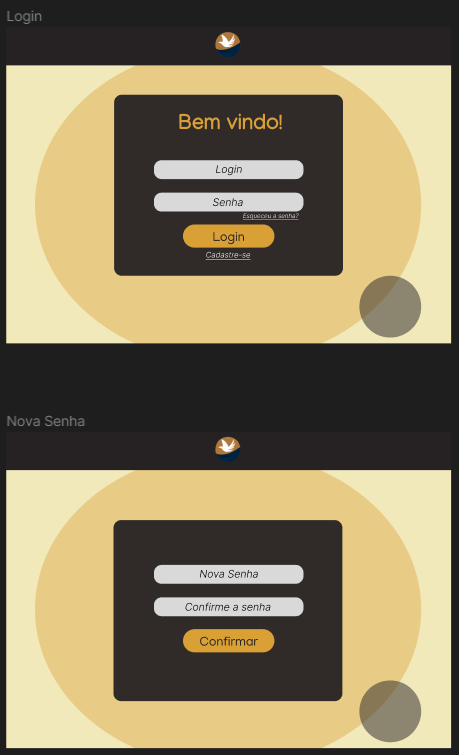 Login
Bem vindo!
Login
Senha
Esqueceu a senha?
Login
Cadastre-se
Nova Senha
Nova Senha
Confirme a senha
Confirmar